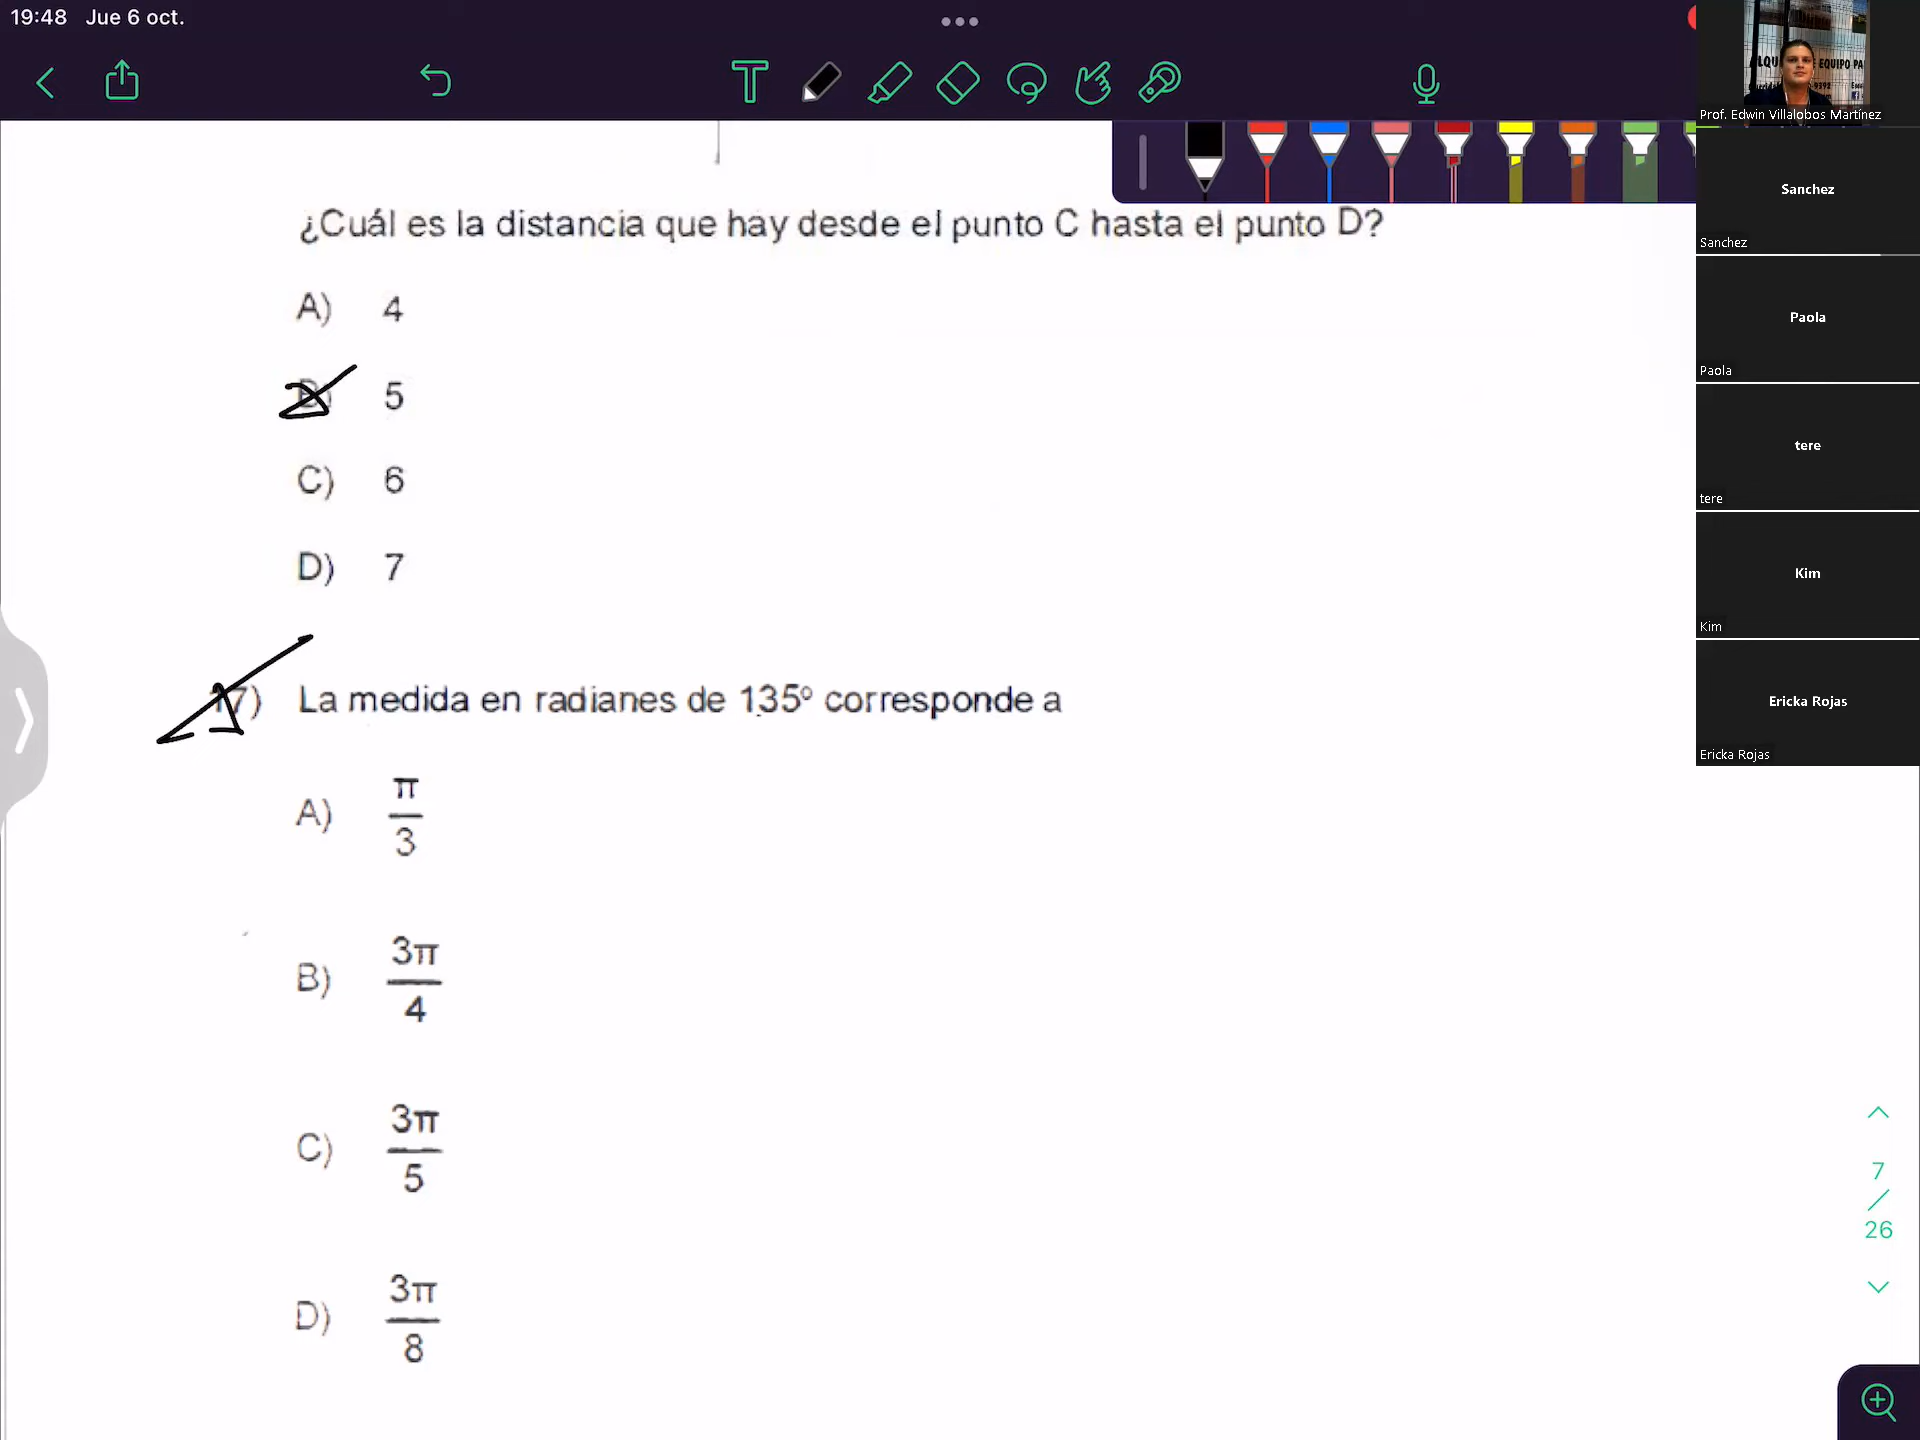 19:48 Jue 6 oct.
Prof. Edwin Villalobos Martínez
Sanchez
Sanchez
Paola
Paola
tere
tere
Kim
Kim
Ericka Rojas
Ericka Rojas
¿Cuál es la distancia que hay desde el punto C hasta el punto D?
A) 4
B) 5
C) 6
D) 7
17) La medida en radianes de 135º corresponde a
A) π
3
B) 3π
4
C) 3π
5
D) 3π
8
7
/
26